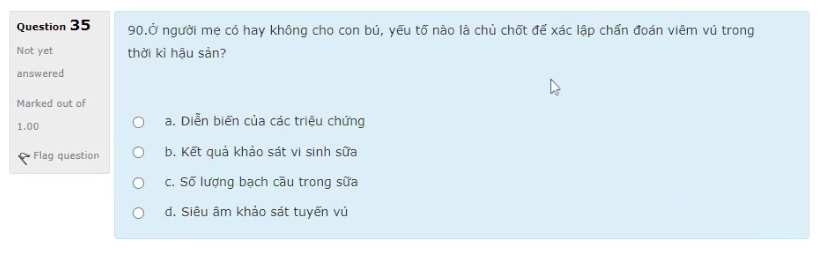 Question 35
Not yet
answered
Marked out of
1.00
Flag question
90.Ở người mẹ có hay không cho con bú, yếu tố nào là chủ chốt để xác lập chẩn đoán viêm vú trong
thời kì hậu sản?
a. Diễn biến của các triệu chứng
b. Kết quả khảo sát vi sinh sữa
c. Số lượng bạch cầu trong sữa
d. Siêu âm khảo sát tuyến vú